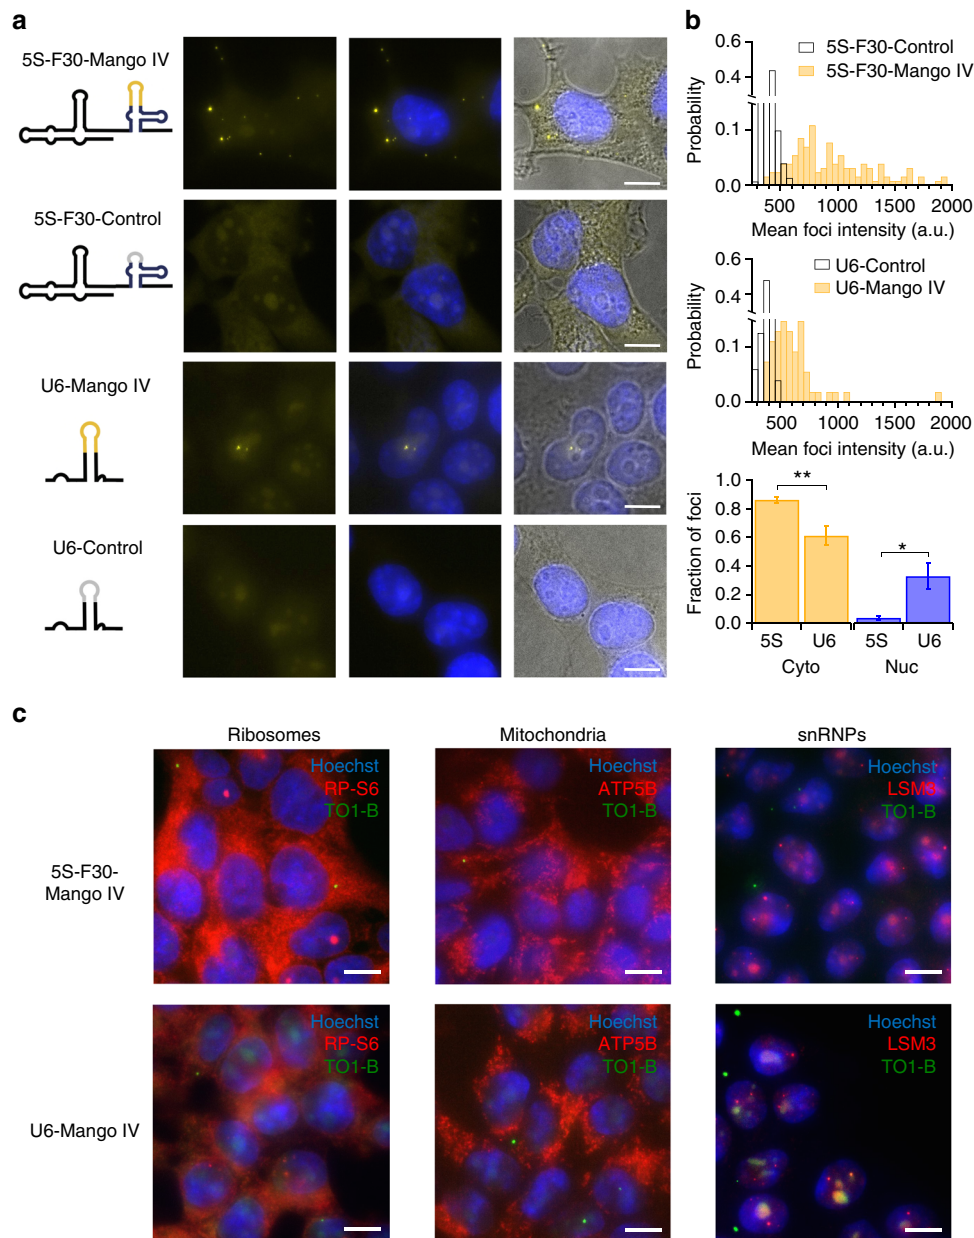 a
5S-F30-Mango IV
5S-F30-Control
U6-Mango IV
U6-Control
b
0.6
0.4
0.1
0.0
Probability
5S-F30-Control
5S-F30-Mango IV
500 1000 1500 2000
Mean foci intensity (a.u.)
0.6
0.4
0.1
0.0
Probability
U6-Control
U6-Mango IV
500 1000 1500 2000
Mean foci intensity (a.u.)
1.0
0.8
0.6
0.4
0.2
0.0
Fraction of foci
**
*
5S U6 5S U6
Cyto Nuc
c
Ribosomes Mitochondria snRNPs
5S-F30-
Mango IV
Hoechst
RP-S6
TO1-B
Hoechst
ATP5B
TO1-B
Hoechst
LSM3
TO1-B
U6-Mango IV
Hoechst
RP-S6
TO1-B
Hoechst
ATP5B
TO1-B
Hoechst
LSM3
TO1-B